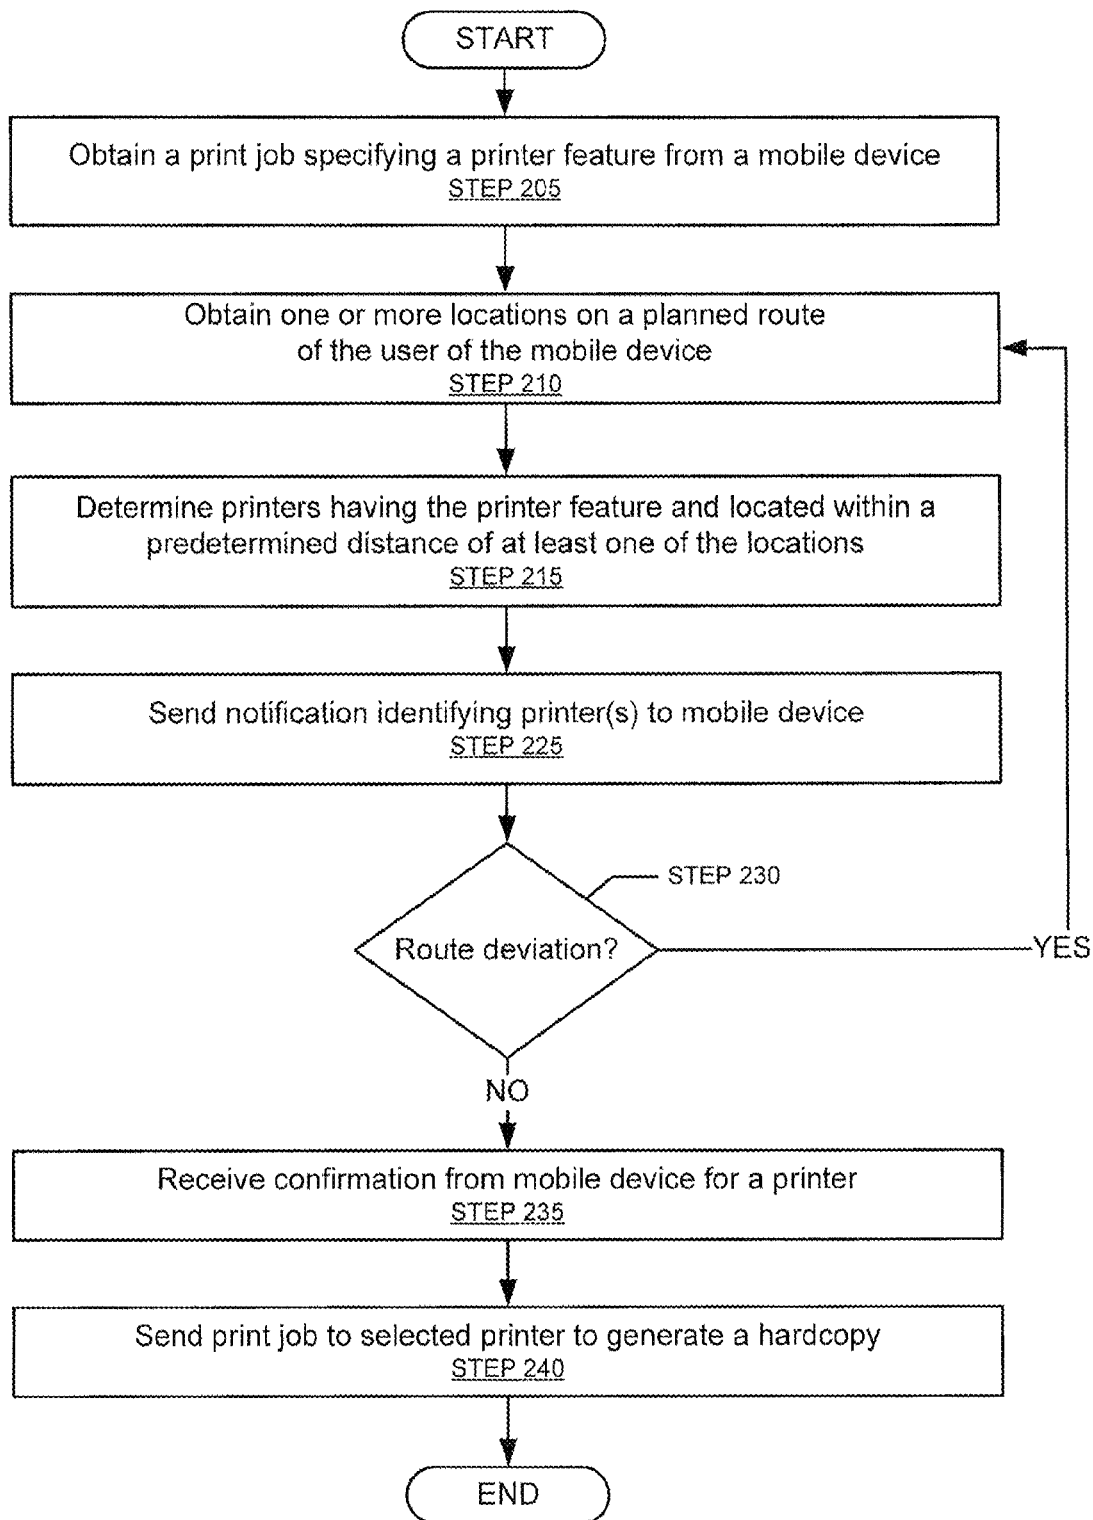 START
Obtain a print job specifying a printer feature from a mobile device
STEP 205
Obtain one or more locations on a planned route
of the user of the mobile device
STEP 210
Determine printers having the printer feature and located within a
predetermined distance of at least one of the locations
STEP 215
Send notification identifying printer(s) to mobile device
STEP 225
STEP 230
Route deviation?
YES
NO
Receive confirmation from mobile device for a printer
STEP 235
Send print job to selected printer to generate a hardcopy
STEP 240
END